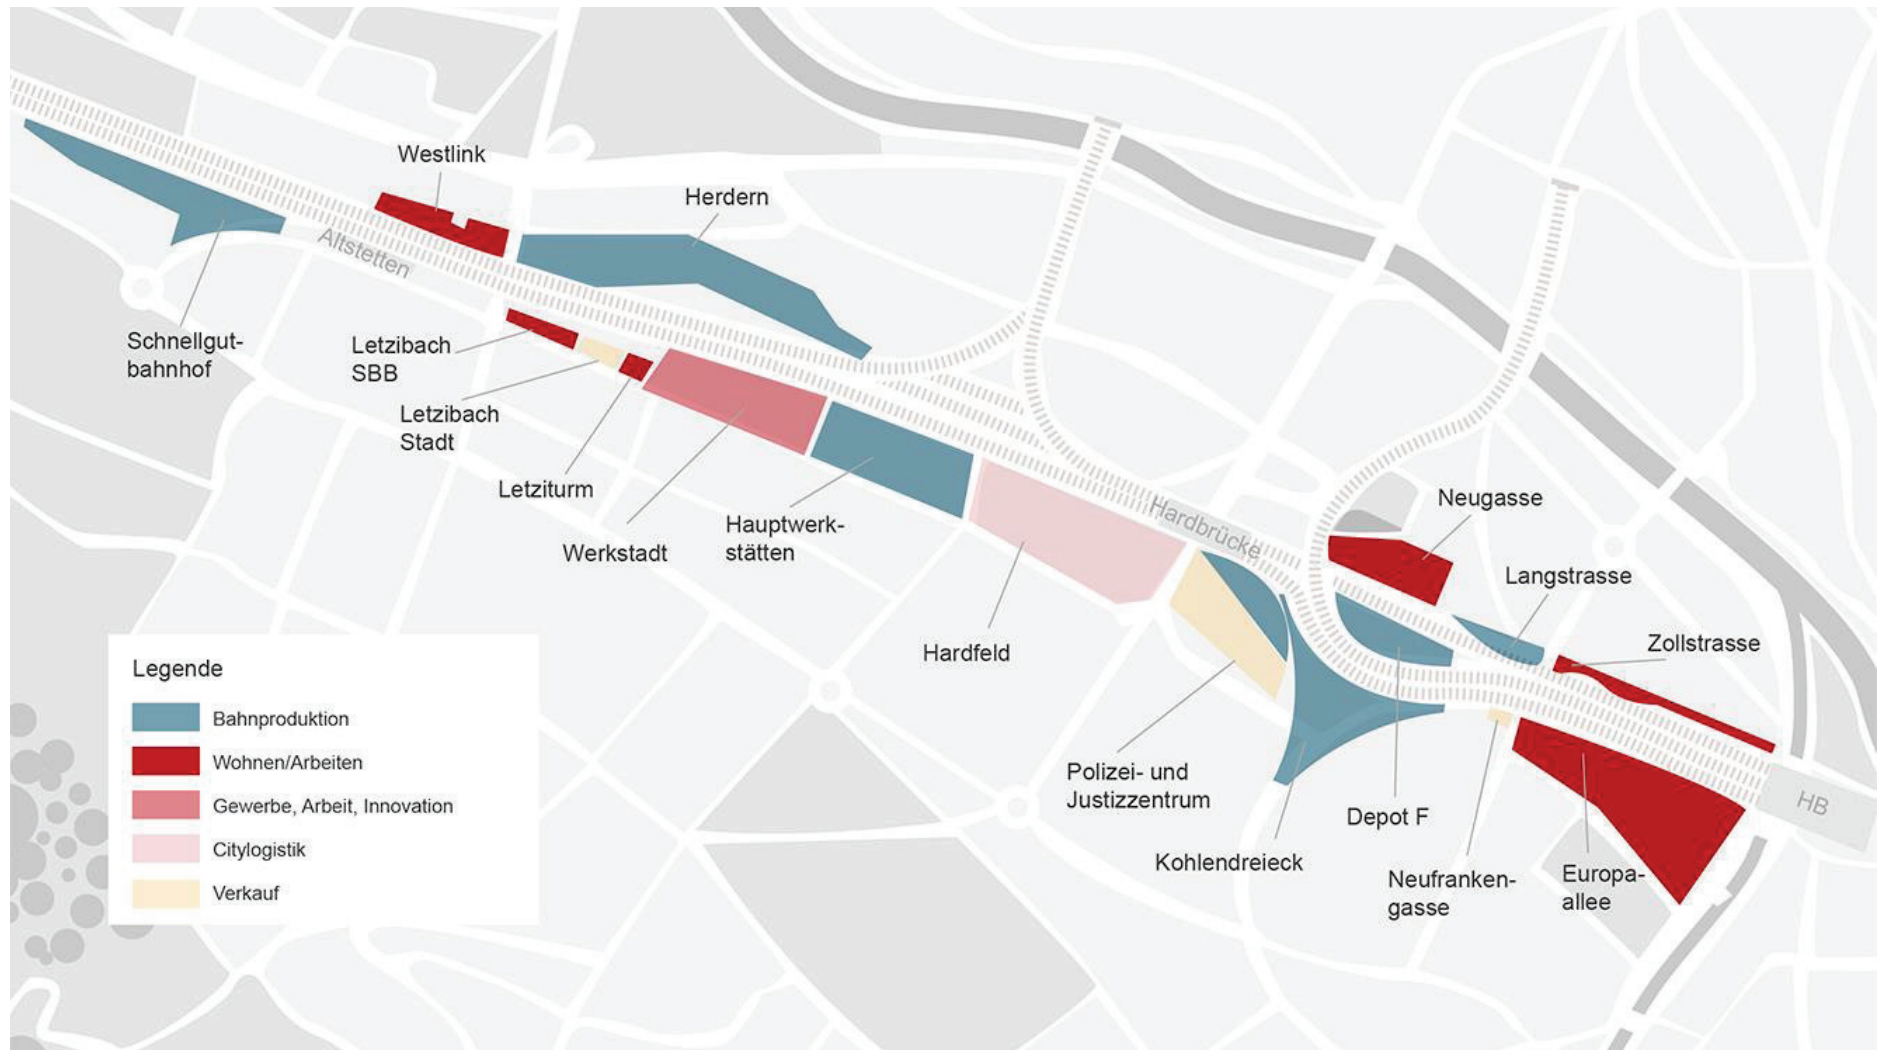 Westlink
Herdern
Altstetten
Schnellgut-
bahnhof
Letzibach
SBB
Letzibach
Stadt
Letziturm
Werkstadt
Hauptwerk-
stätten
Hardbrücke
Neugasse
Langstrasse
Zollstrasse
Hardfeld
Polizei- und
Justizzentrum
Kohlendreieck
Depot F
Neufranken-
gasse
Europa-
allee
HB
Legende
Bahnproduktion
Wohnen/Arbeiten
Gewerbe, Arbeit, Innovation
Citylogistik
Verkauf